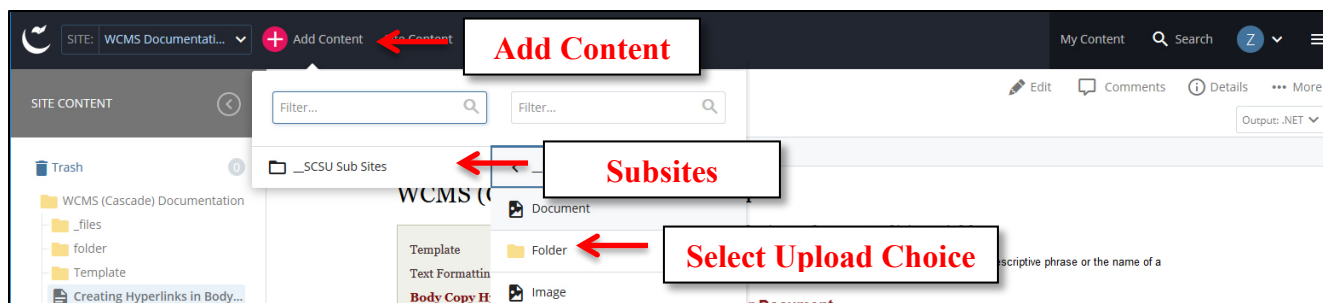 SITE: WCMS Documentati... Add Content Content My Content Search Z
Add Content
SITE CONTENT Filter... Filter... Edit Comments Details More
Output: .NET
Trash 0 __SCSU Sub Sites
Subsites
WCMS (Cascade) Documentation WCMS (
_files Document
folder Template Folder
Select Upload Choice
escriptive phrase or the name of a
Template Text Formattin
Creating Hyperlinks in Body... Body Copy H Image Document